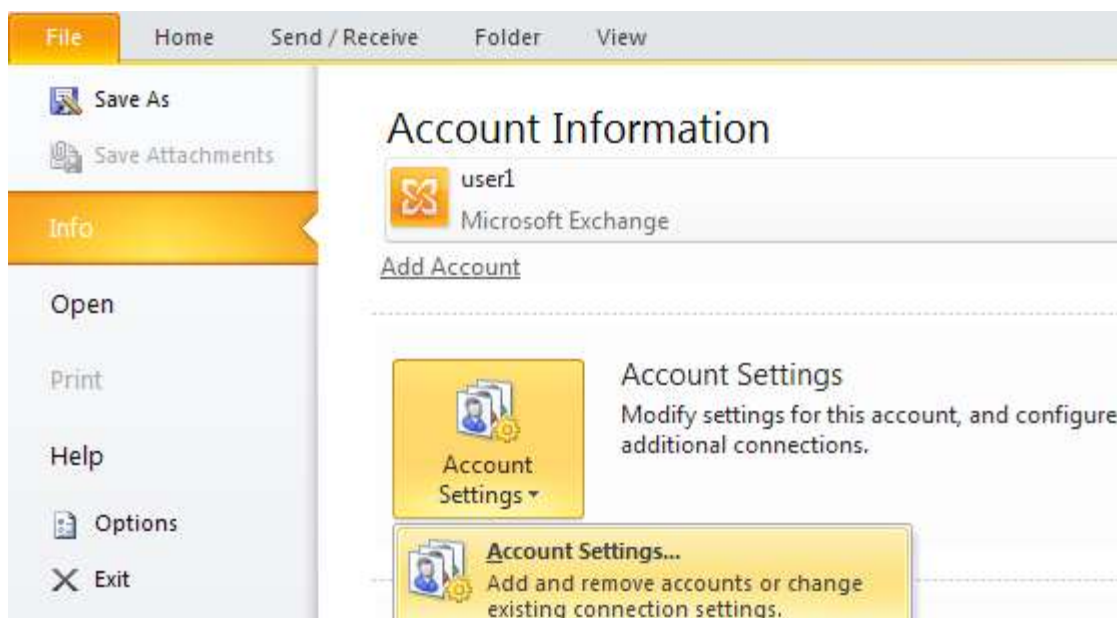 File Home Send / Receive Folder View
Save As
Save Attachments
Info
Open
Print
Help
Options
Exit
Account Information
user1
Microsoft Exchange
Add Account
Account
Settings
Account Settings
Modify settings for this account, and configure
additional connections.
Account Settings...
Add and remove accounts or change
existing connection settings.